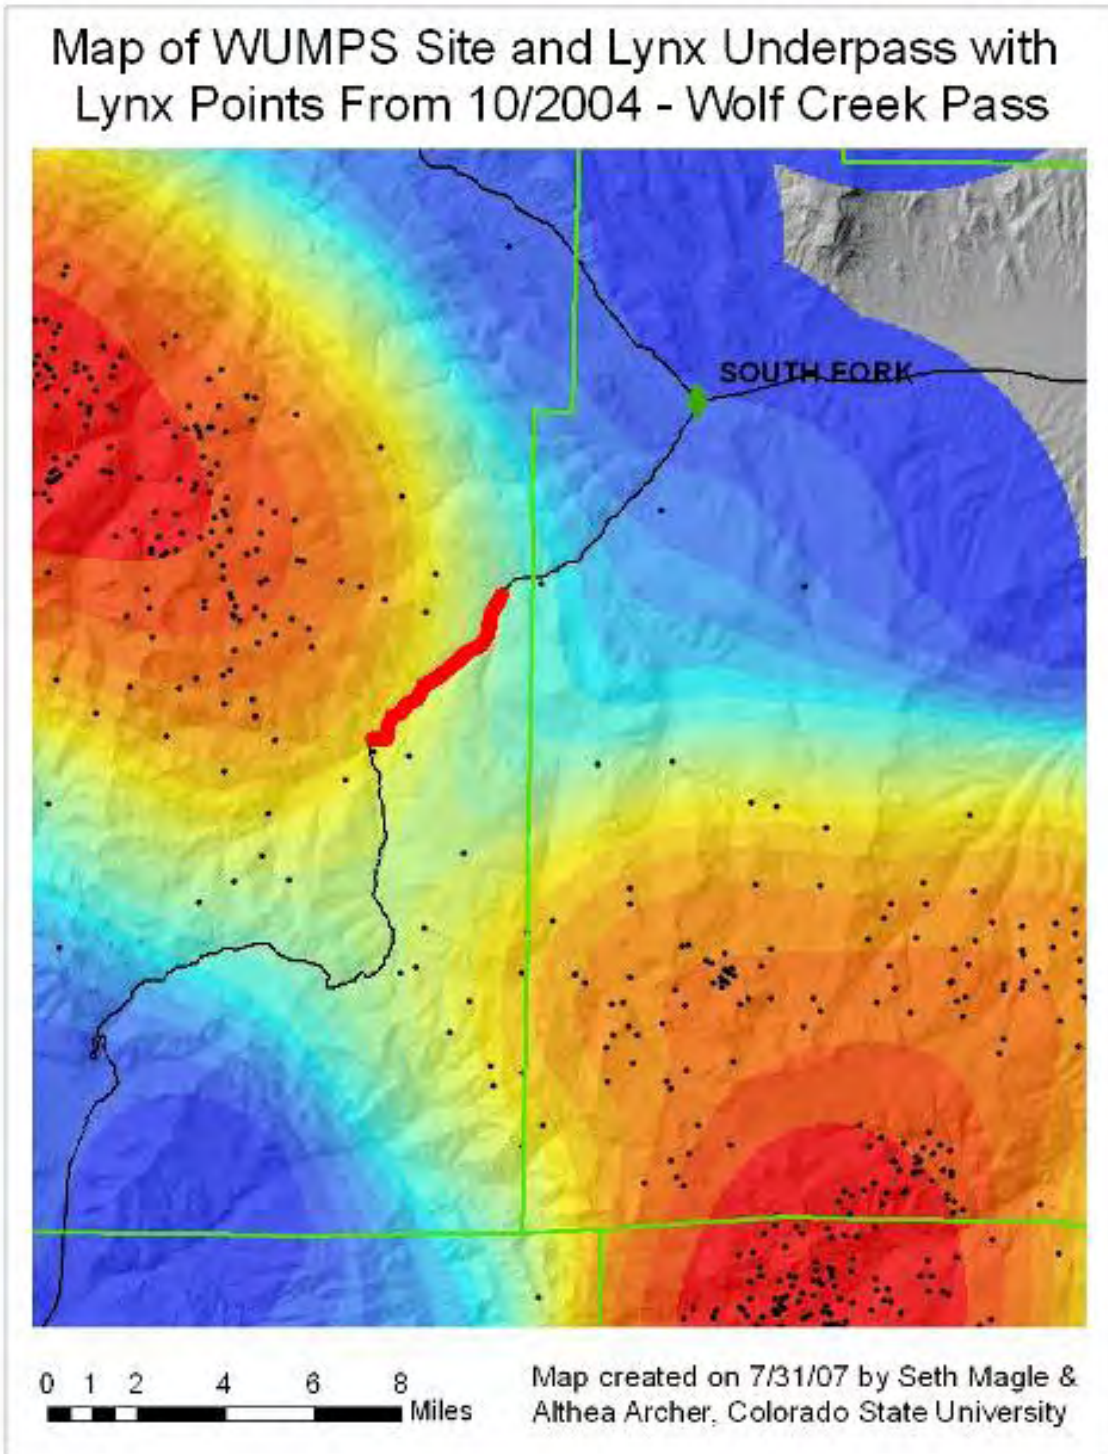 Map of WUMPS Site and Lynx Underpass with
Lynx Points From 10/2004 - Wolf Creek Pass
SOUTH FORK
0 1 2 4 6 8
Miles
Map created on 7/31/07 by Seth Magle &
Althea Archer, Colorado State University